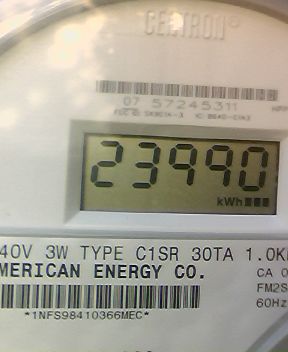 CELTRON
07 57245311
23990
kWh
40V 3W TYPE C1SR 30TA 1.0K
MERICAN ENERGY CO.
CA 0
FM2S
60Hz
*1NFS98410366MEC*